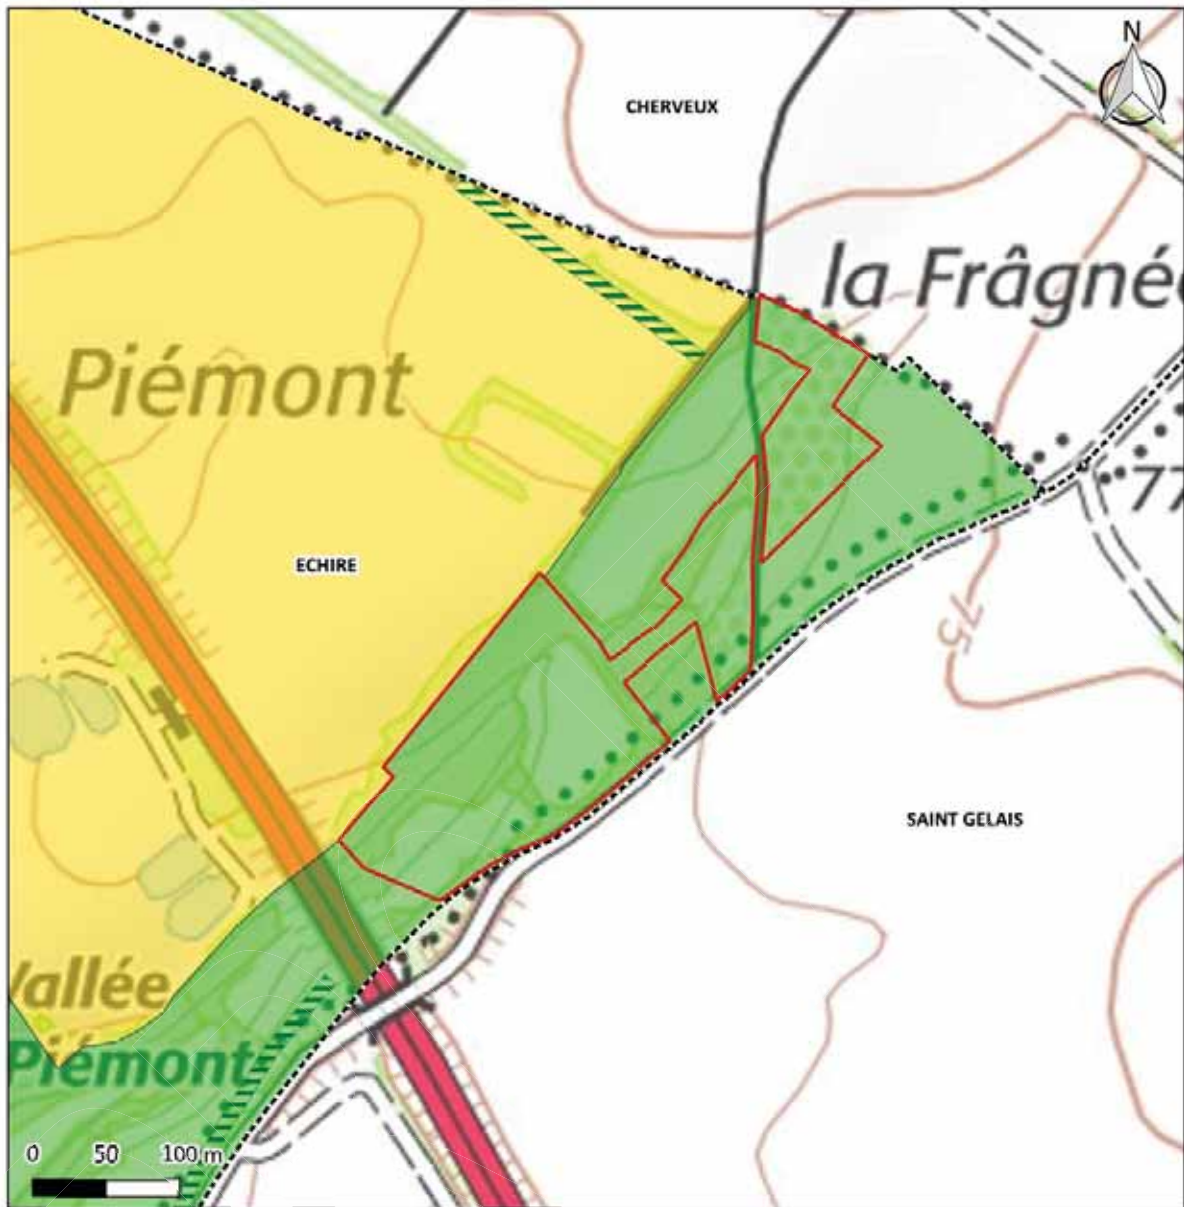 N
CHERVEUX
la Frâgné
Piémont
77
ECHIRE
75
SAINT GELAIS
Vallée
Piémont
0 50 100 m